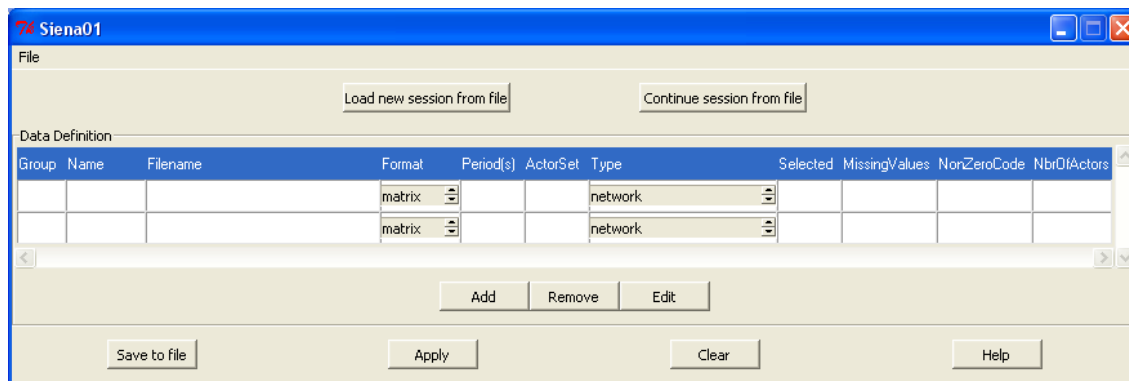 Siena01
File
Load new session from file Continue session from file
Data Definition
Group Name Filename Format Period(s) ActorSet Type Selected MissingValues NonZeroCode NbrOfActors
matrix network
matrix network
Add Remove Edit
Save to file Apply Clear Help